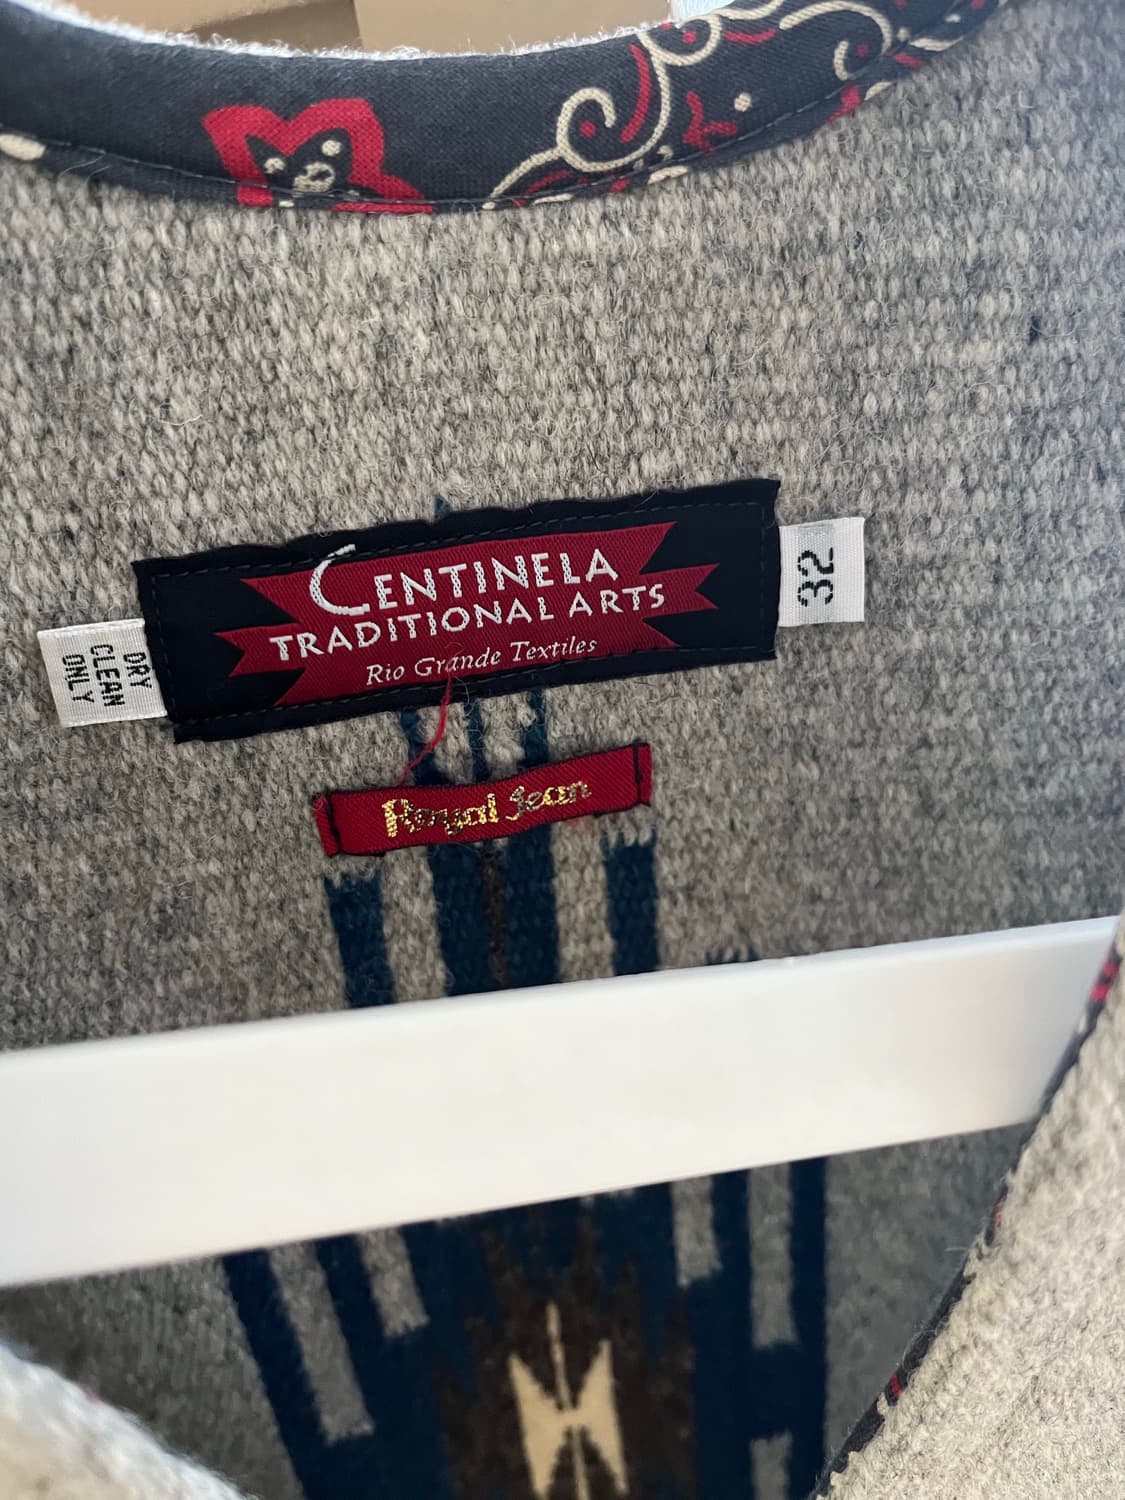 CENTINELA
TRADITIONAL ARTS
Rio Grande Textiles
32
DRY
CLEAN
ONLY
Royal Jean